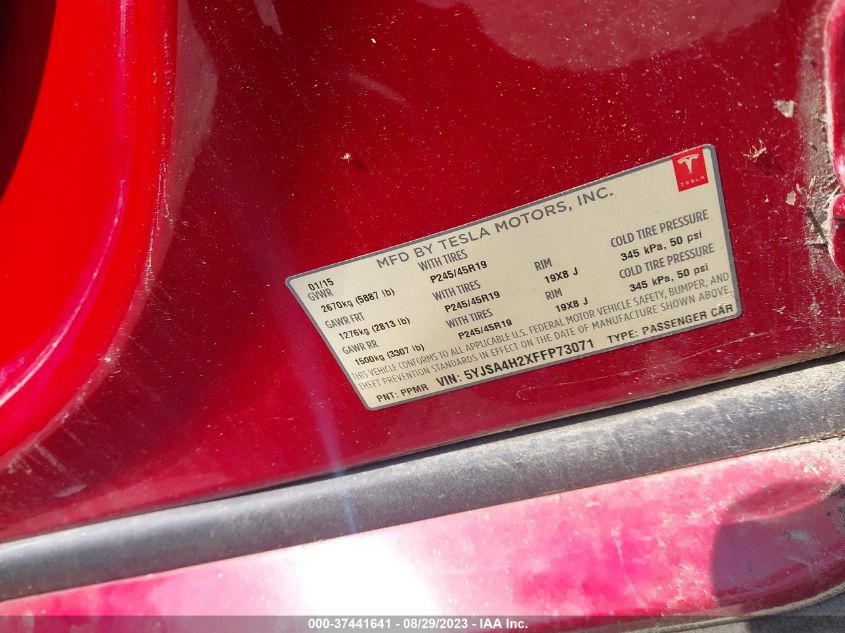 TESLA
MFD BY TESLA MOTORS, INC.
01/15
GVWR WITH TIRES RIM COLD TIRE PRESSURE
2670kg (5887 lb) P245/45R19 19X8 J 345 kPa, 50 psi
GAWR FRT WITH TIRES RIM COLD TIRE PRESSURE
1276kg (2813 lb) P245/45R19 19X8 J 345 kPa, 50 psi
GAWR RR WITH TIRES
1500kg (3307 lb) P245/45R19
THIS VEHICLE CONFORMS TO ALL APPLICABLE U.S. FEDERAL MOTOR VEHICLE SAFETY, BUMPER, AND
THEFT PREVENTION STANDARDS IN EFFECT ON THE DATE OF MANUFACTURE SHOWN ABOVE.
PNT: PPMR VIN: 5YJSA4H2XFFP73071 TYPE: PASSENGER CAR
000-37441641 - 08/29/2023 - IAA Inc.